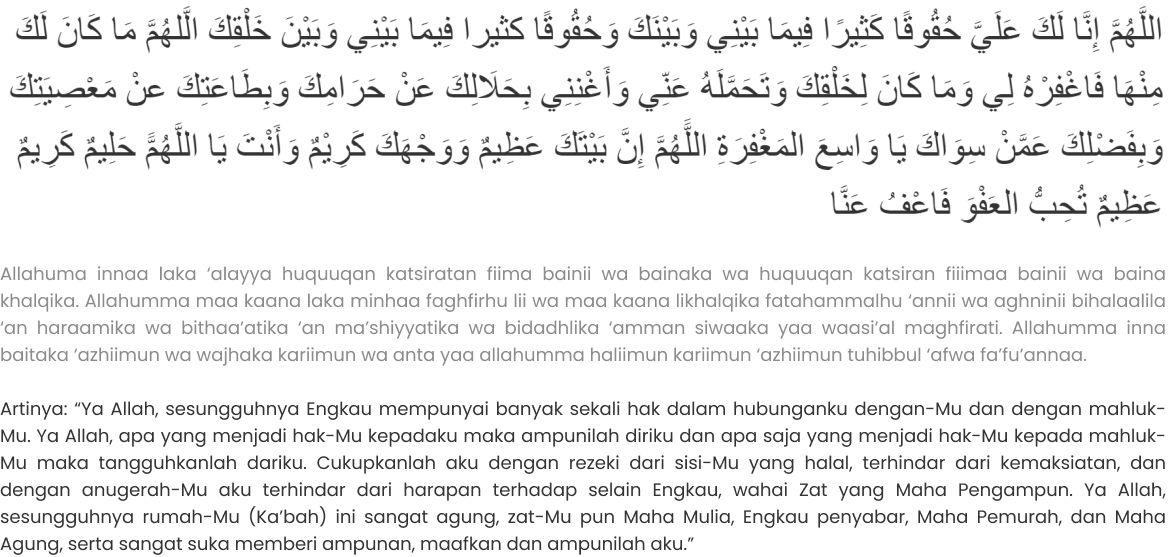 اللَّهُمَّ إِنَّا لَكَ عَلَيَّ حُقُوقًا كَثِيرًا فِيمَا بَيْنِي وَبَيْنَكَ وَحُقُوقًا كثيرا فِيمَا بَيْنِي وَبَيْنَ خَلْقِكَ اَللهُمَّ مَا كَانَ لَكَ
مِنْهَا فَاغْفِرْهُ لِي وَمَا كَانَ لِخَلْقِكَ وَتَحَمَّلَهُ عَنِّي وَأَغْنِنِي بِحَلَالِكَ عَنْ حَرَامِكَ وَبِطَاعَتِكَ عنْ مَعْصِيَتِكَ
وَبِفَضْلِكَ عَمَّنْ سِوَاكَ يَا وَاسِعَ المَغْفِرَةِ اللَّهُمَّ إِنَّ بَيْتَكَ عَظِيمٌ وَوَجْهَكَ كَرِيْمٌ وَأَنْتَ يَا اللَّهُمَّ حَلِيمٌ كَرِيمٌ
عَظِيمٌ تُحِبُّ العَفْوَ فَاعْفُ عَنَّا
Allahuma innaa laka ‘alayya huquuqan katsiratan fiima bainii wa bainaka wa huquuqan katsiran fiiimaa bainii wa baina
khalqika. Allahumma maa kaana laka minhaa faghfirhu lii wa maa kaana likhalqika fatahammalhu ‘annii wa aghninii bihalaalila
‘an haraamika wa bithaa’atika ‘an ma’shiyyatika wa bidadhlika ‘amman siwaaka yaa waasi’al maghfirati. Allahumma inna
baitaka ‘azhiimun wa wajhaka kariimun wa anta yaa allahumma haliimun kariimun ‘azhiimun tuhibbul ‘afwa fa’fu’annaa.
Artinya: “Ya Allah, sesungguhnya Engkau mempunyai banyak sekali hak dalam hubunganku dengan-Mu dan dengan mahluk-
Mu. Ya Allah, apa yang menjadi hak-Mu kepadaku maka ampunilah diriku dan apa saja yang menjadi hak-Mu kepada mahluk-
Mu maka tangguhkanlah dariku. Cukupkanlah aku dengan rezeki dari sisi-Mu yang halal, terhindar dari kemaksiatan, dan
dengan anugerah-Mu aku terhindar dari harapan terhadap selain Engkau, wahai Zat yang Maha Pengampun. Ya Allah,
sesungguhnya rumah-Mu (Ka’bah) ini sangat agung, zat-Mu pun Maha Mulia, Engkau penyabar, Maha Pemurah, dan Maha
Agung, serta sangat suka memberi ampunan, maafkan dan ampunilah aku.”